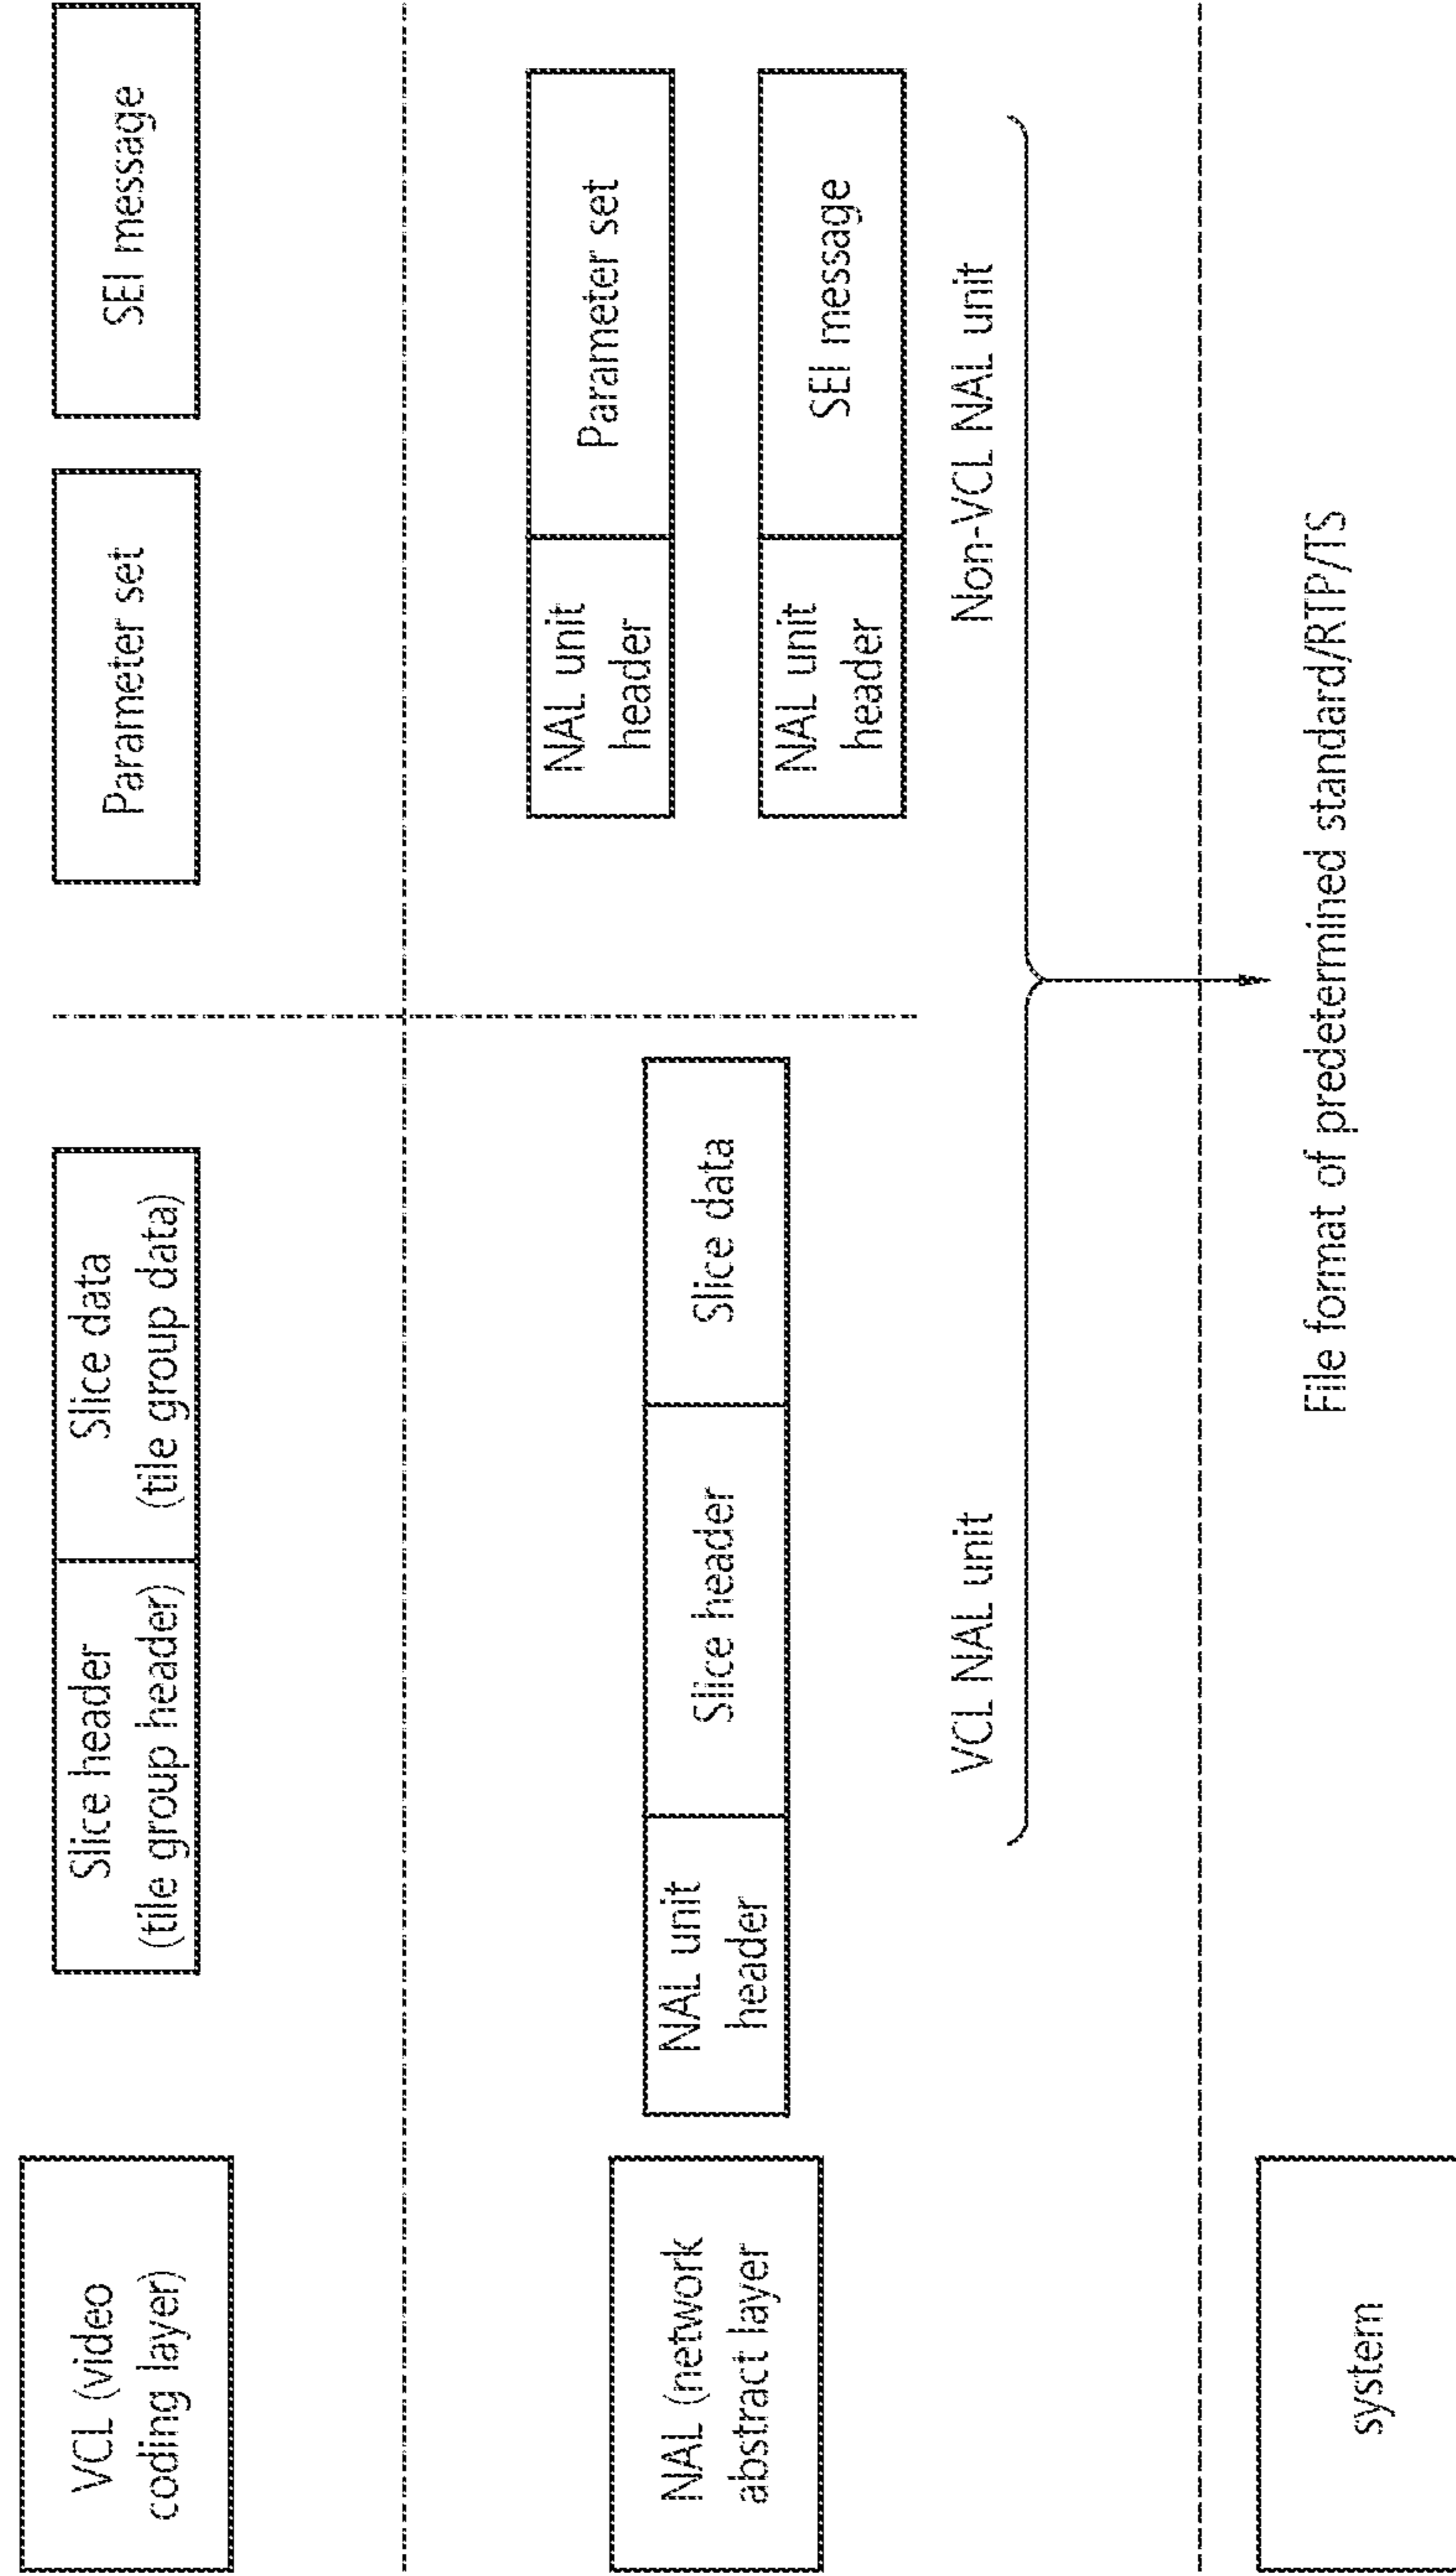 VCL (video
coding layer)
Slice header
(tile group header)
Slice data
(tile group data)
Parameter set
SEI message
NAL (network
abstract layer
NAL unit
header
Slice header
Slice data
NAL unit
header
Parameter set
NAL unit
header
SEI message
VCL NAL unit
Non-VCL NAL unit
system
File format of predetermined standard/RTP/TS